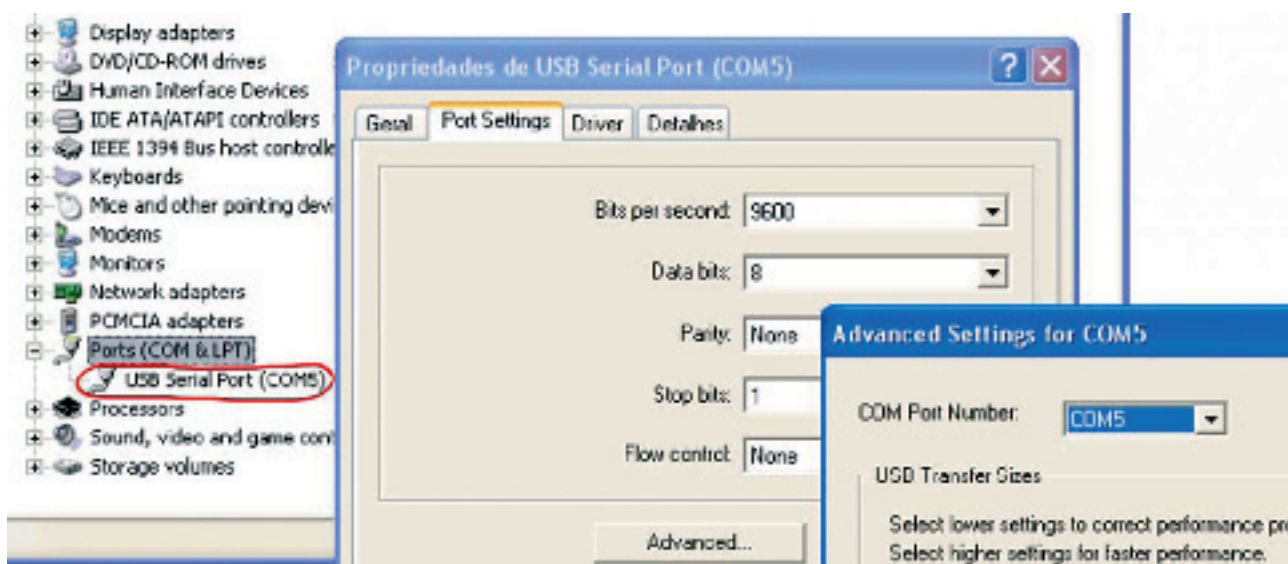 Display adapters
DVD/CD-ROM drives
Human Interface Devices
IDE ATA/ATAPI controllers
IEEE 1394 Bus host controlle
Keyboards
Mice and other pointing devi
Modems
Monitors
Network adapters
PCMCIA adapters
Ports (COM & LPT)
USB Serial Port (COM5)
Processors
Sound, video and game cont
Storage volumes
Propriedades de USB Serial Port (COM5)
Geral Port Settings Driver Detalhes
Bits per second: 9600
Data bits: 8
Parity: None
Stop bits: 1
Flow control: None
Advanced...
Advanced Settings for COM5
COM Port Number: COM5
USB Transfer Sizes
Select lower settings to correct performance pr
Select higher settings for faster performance.